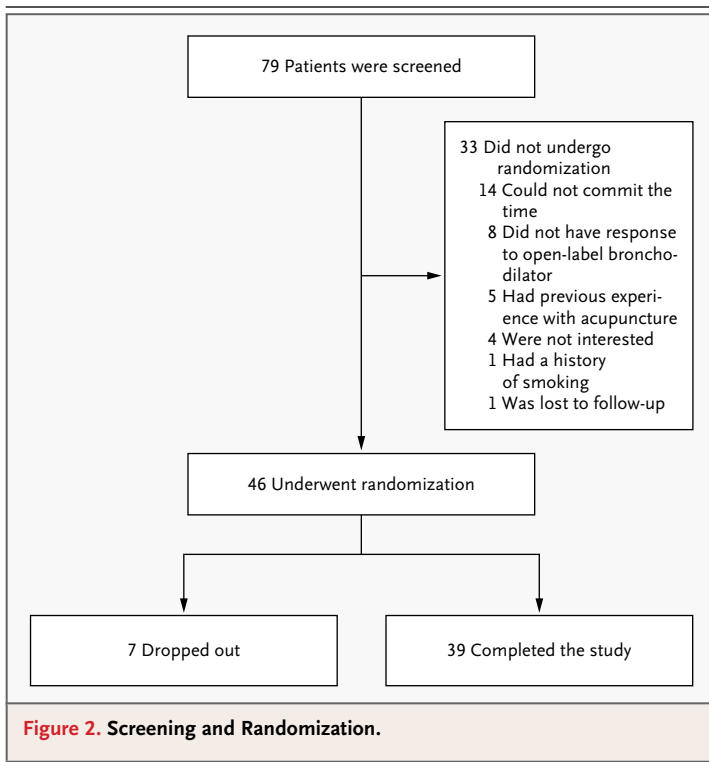 79 Patients were screened
33 Did not undergo
randomization
14 Could not commit the
time
8 Did not have response
to open-label broncho-
dilator
5 Had previous experi-
ence with acupuncture
4 Were not interested
1 Had a history
of smoking
1 Was lost to follow-up
46 Underwent randomization
7 Dropped out
39 Completed the study
Figure 2. Screening and Randomization.